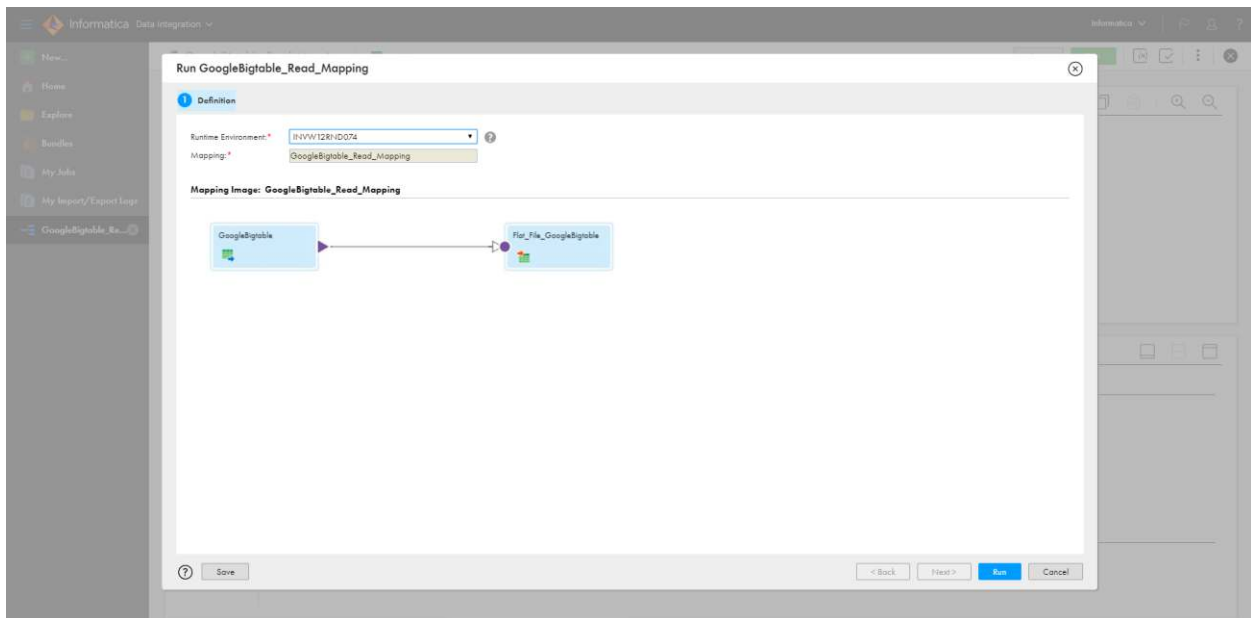 Informatica Data Integration
Informatica
?
New...
Home
Explore
Bundles
My Jobs
My Import/Export Logs
GoogleBigtable_Re...
Run GoogleBigtable_Read_Mapping
1 Definition
Runtime Environment:* INVW12RND074 ?
Mapping:* GoogleBigtable_Read_Mapping
Mapping Image: GoogleBigtable_Read_Mapping
GoogleBigtable
Flat_File_GoogleBigtable
? Save < Back Next > Run Cancel